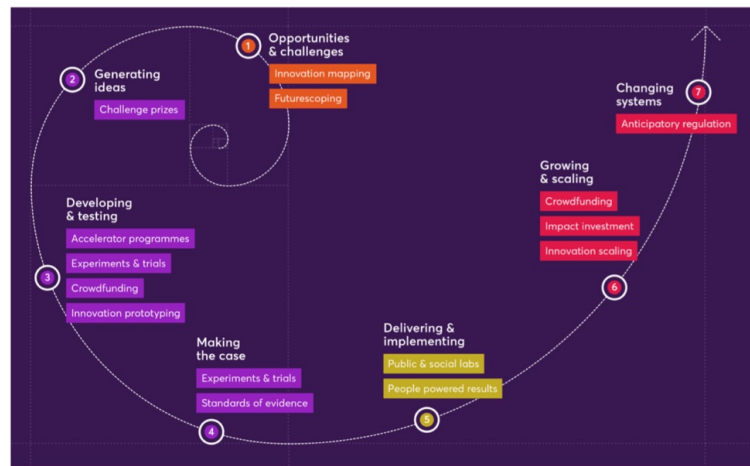 1
Opportunities
& challenges
Innovation mapping
Futurescoping
2
Generating
ideas
Challenge prizes
3
Developing
& testing
Accelerator programmes
Experiments & trials
Crowdfunding
Innovation prototyping
4
Making
the case
Experiments & trials
Standards of evidence
5
Delivering &
implementing
Public & social labs
People powered results
6
Growing
& scaling
Crowdfunding
Impact investment
Innovation scaling
7
Changing
systems
Anticipatory regulation